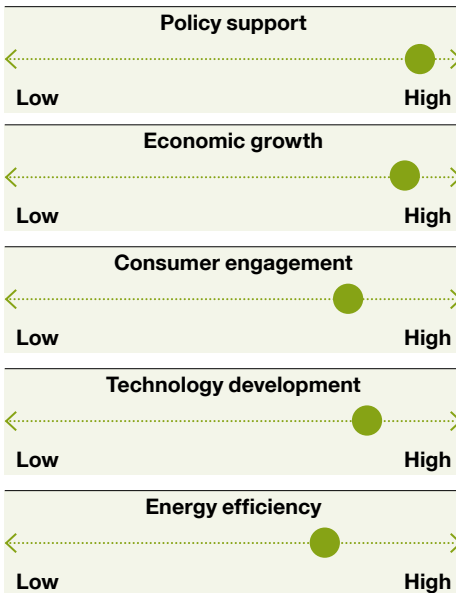 Policy support
Low High
Economic growth
Low High
Consumer engagement
Low High
Technology development
Low High
Energy efficiency
Low High